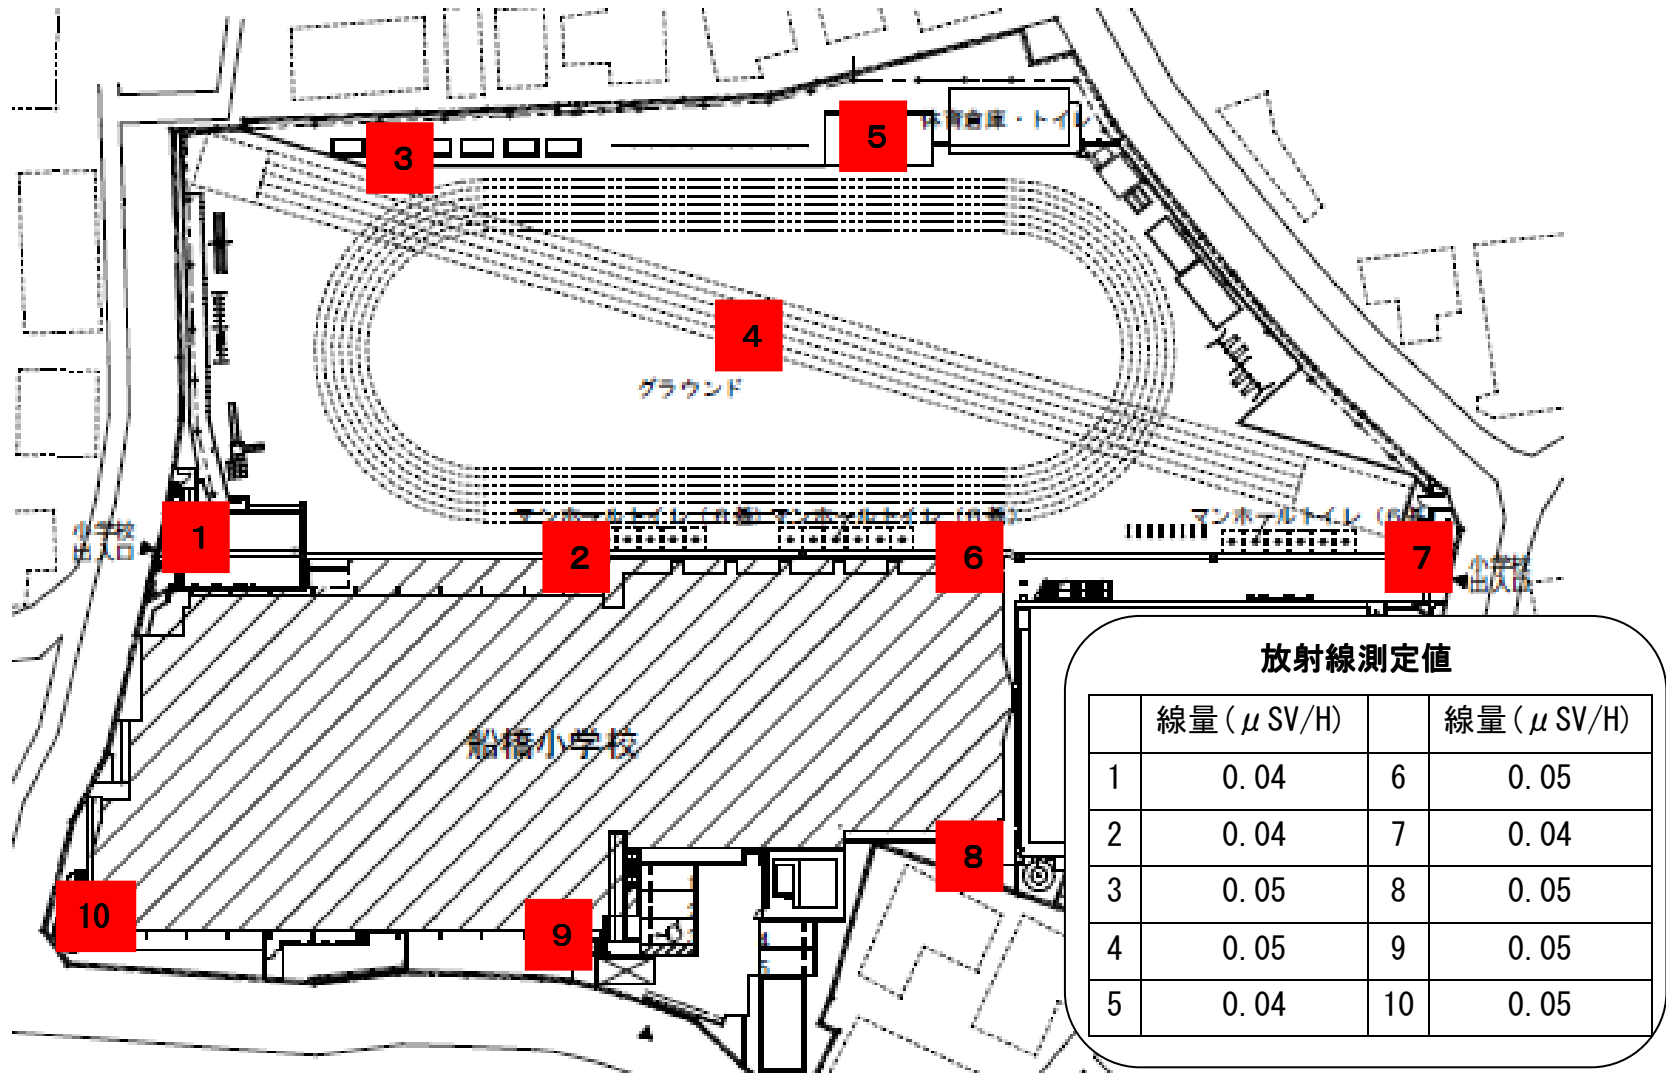 3
5
体育倉庫・トイレ
4
グラウンド
小学校
出入口
1
2
マンホールトイレ
マンホールトイレ
6
マンホールトイレ
7
小学校
出入口
船橋小学校
8
9
10
放射線測定値
線量(μSV/H) 線量(μSV/H)
1 0.04 6 0.05
2 0.04 7 0.04
3 0.05 8 0.05
4 0.05 9 0.05
5 0.04 10 0.05